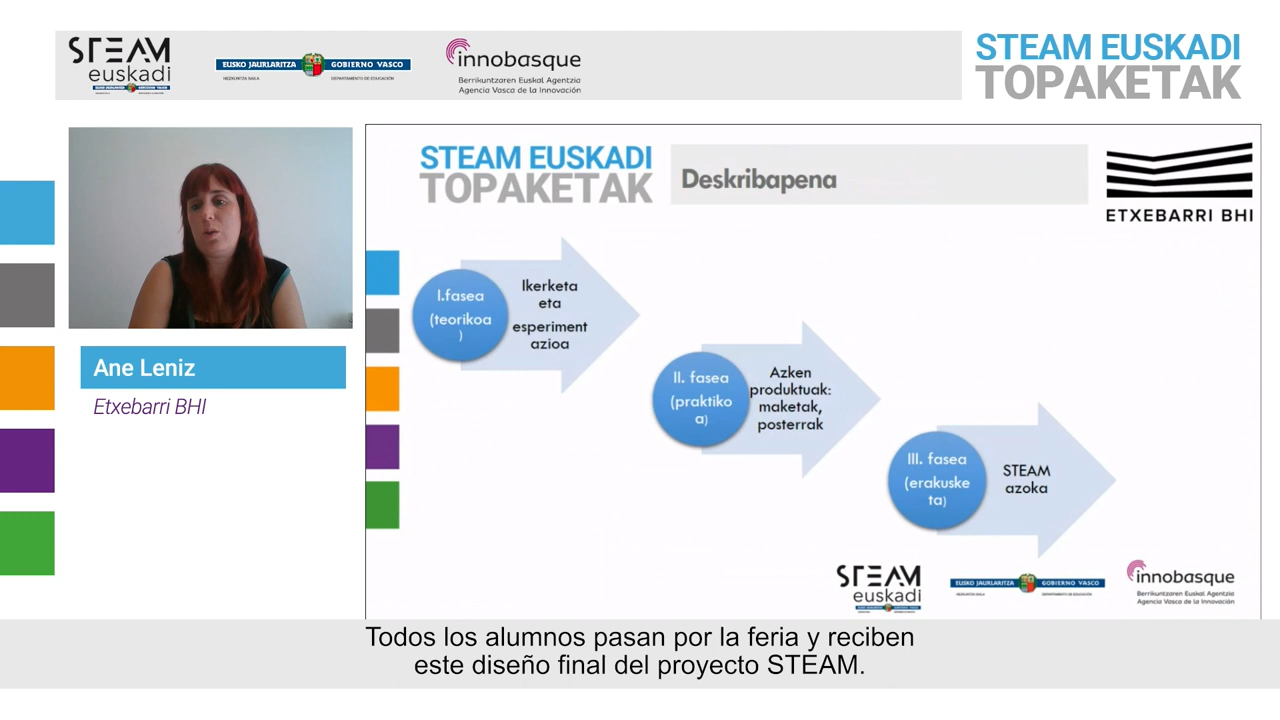 STEAM
euskadi
EUSKO JAURLARITZA
GOBIERNO VASCO
HEZKUNTZA SAILA
DEPARTAMENTO DE EDUCACIÓN
innobasque
Berrikuntzaren Euskal Agentzia
Agencia Vasca de la Innovación
STEAM EUSKADI
TOPAKETAK
STEAM EUSKADI
TOPAKETAK
Deskribapena
ETXEBARRI BHI
Ane Leniz
Etxebarri BHI
I.fasea
(teorikoa
)
Ikerketa
eta
esperiment
azioa
II. fasea
(praktiko
a)
Azken
produktuak:
maketak,
posterrak
III. fasea
(erakuske
ta)
STEAM
azoka
STEAM
euskadi
EUSKO JAURLARITZA
GOBIERNO VASCO
innobasque
Berrikuntzaren Euskal Agentzia
Agencia Vasca de la Innovación
Todos los alumnos pasan por la feria y reciben
este diseño final del proyecto STEAM.